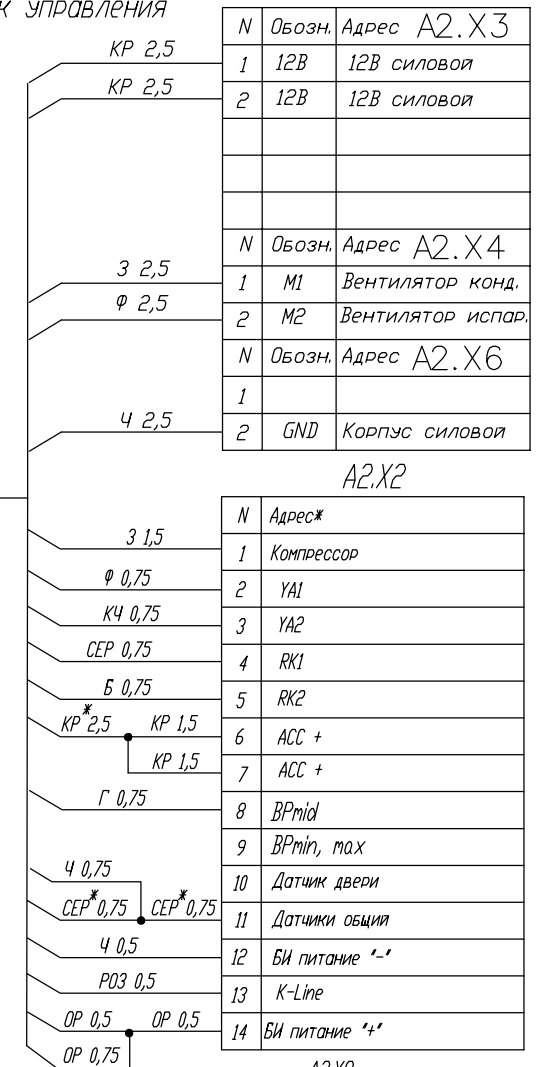 к управления
N Обозн. Адрес А2.Х3
КР 2,5
1 12В 12В силовой
КР 2,5
2 12В 12В силовой
N Обозн. Адрес А2.Х4
З 2,5
1 М1 Вентилятор конд.
Ф 2,5
2 М2 Вентилятор испар.
N Обозн. Адрес А2.Х6
1
Ч 2,5
2 GND Корпус силовой
А2.Х2
N Адрес*
З 1,5
1 Компрессор
Ф 0,75
2 YA1
КЧ 0,75
3 YA2
СЕР 0,75
4 RK1
Б 0,75
5 RK2
КР*2,5 КР 1,5
6 ACC +
КР 1,5
7 ACC +
Г 0,75
8 BPmid
9 BPmin, max
Ч 0,75
10 Датчик двери
СЕР*0,75 СЕР*0,75
11 Датчики общий
Ч 0,5
12 БИ питание "-"
РОЗ 0,5
13 K-Line
ОР 0,5 ОР 0,5
14 БИ питание "+"
ОР 0,75